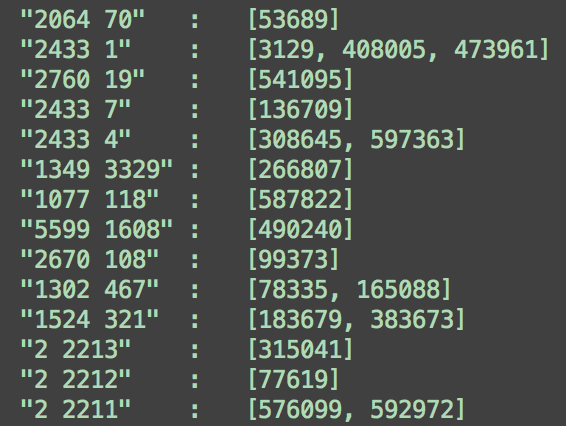 "2064 70" : [53689]
"2433 1" : [3129, 408005, 473961]
"2760 19" : [541095]
"2433 7" : [136709]
"2433 4" : [308645, 597363]
"1349 3329" : [266807]
"1077 118" : [587822]
"5599 1608" : [490240]
"2670 108" : [99373]
"1302 467" : [78335, 165088]
"1524 321" : [183679, 383673]
"2 2213" : [315041]
"2 2212" : [77619]
"2 2211" : [576099, 592972]